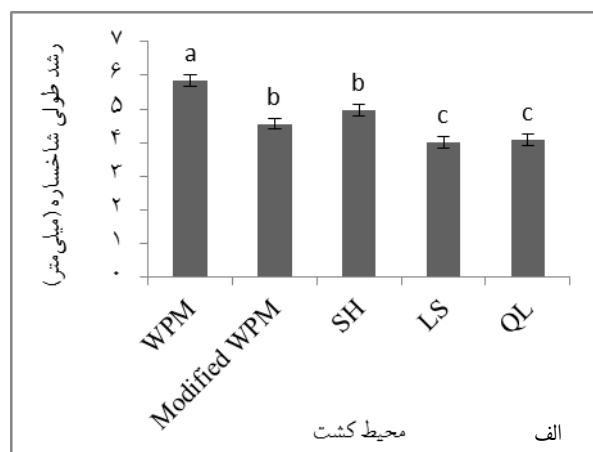 رشد طولی شاخساره (میلی‌متر)
۷
۶
۵
۴
۳
۲
۱
۰
a
b
b
c
c
WPM
Modified WPM
SH
LS
QL
محیط کشت
الف